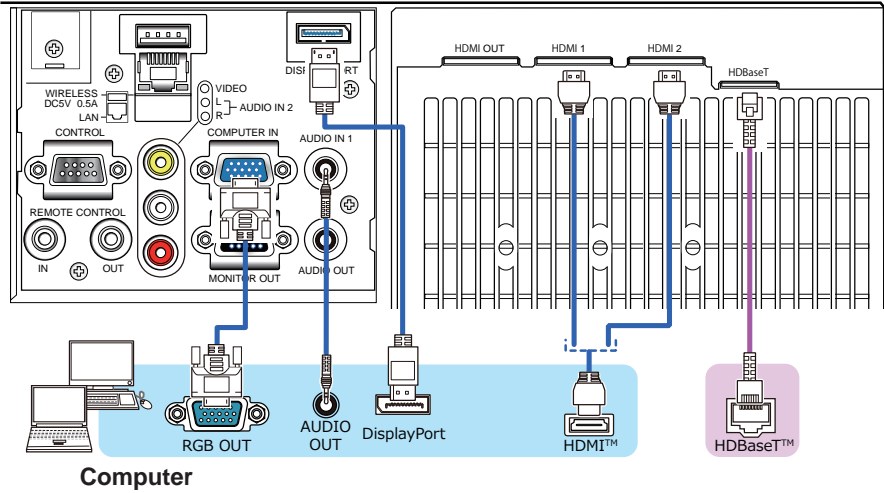 HDMI OUT
HDMI 1
HDMI 2
HDBaseT
VIDEO
WIRELESS
DC5V 0.5A
L
AUDIO IN 2
R
LAN
CONTROL
COMPUTER IN
AUDIO IN 1
REMOTE CONTROL
IN
OUT
MONITOR OUT
AUDIO OUT
RGB OUT
AUDIO
OUT
DisplayPort
HDMI™
HDBaseT™
Computer